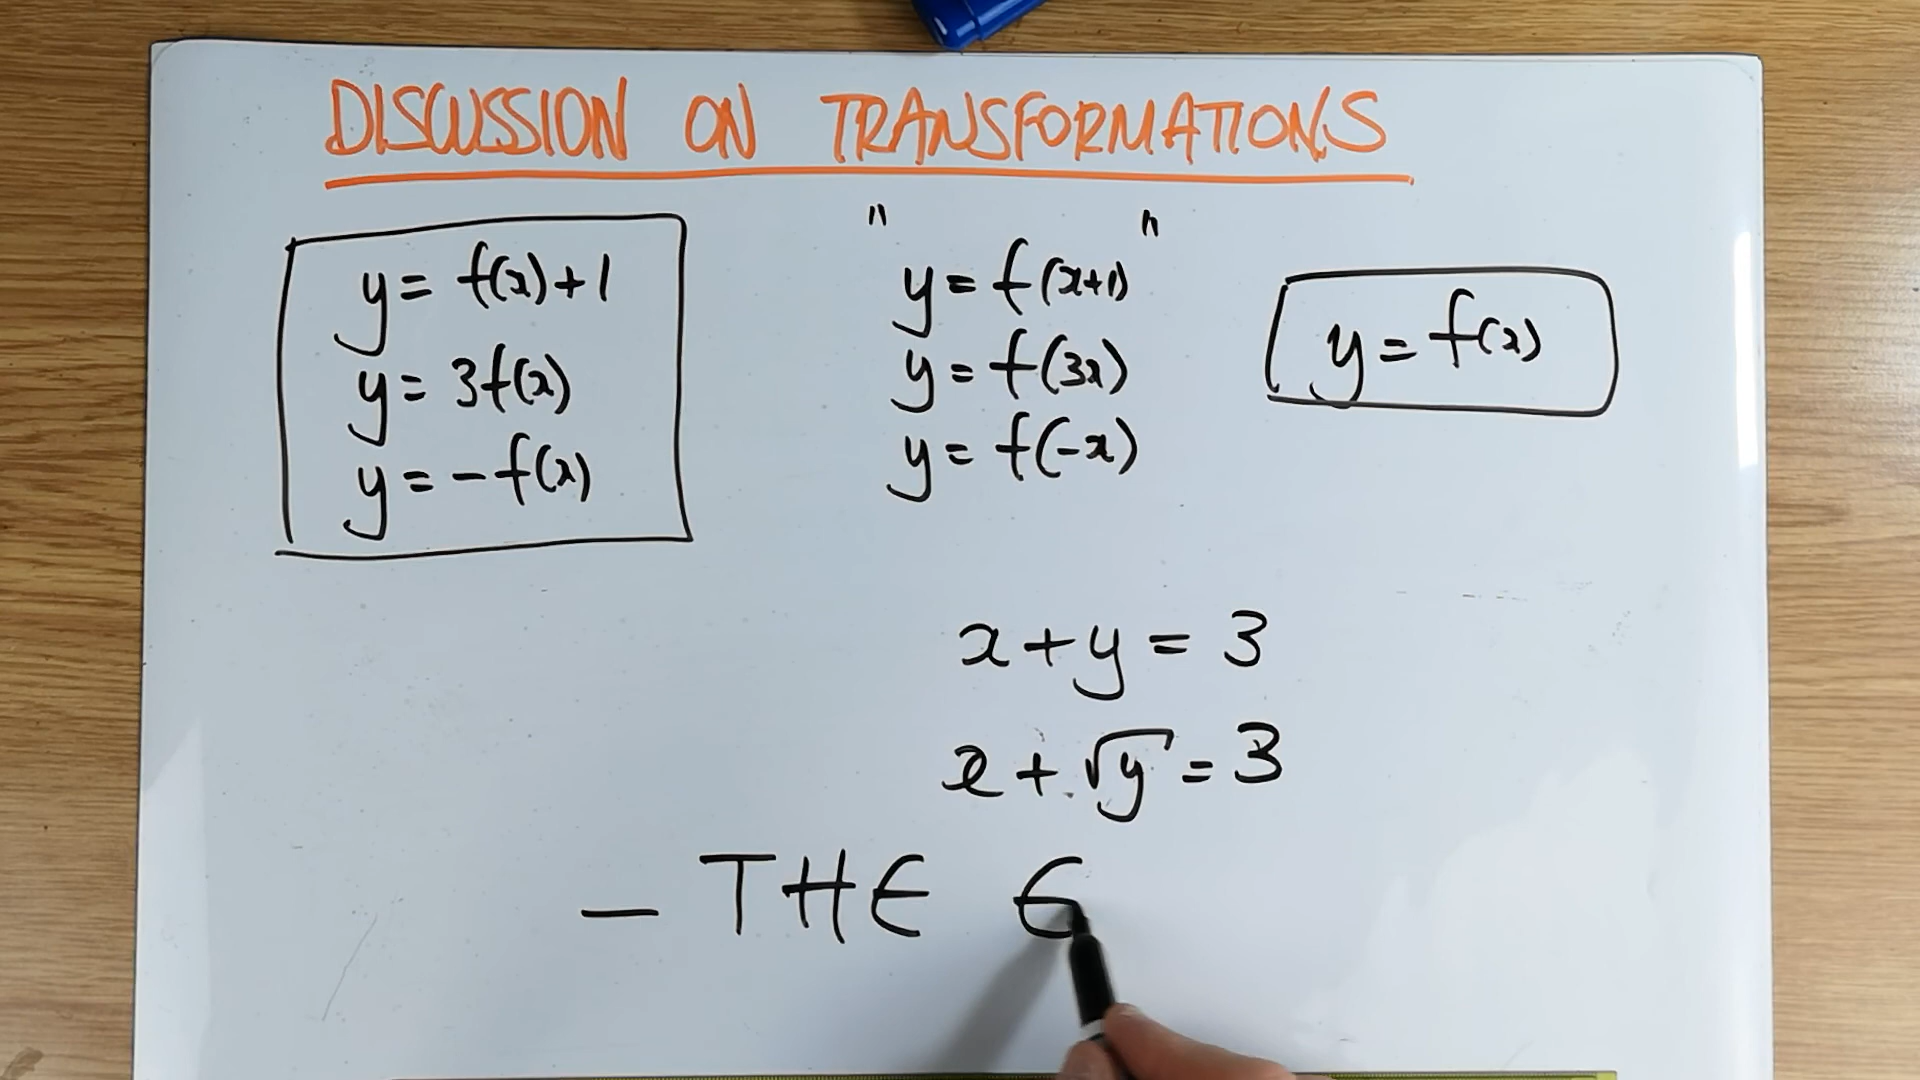 DISCUSSION ON TRANSFORMATIONS
y = f(x) + 1
y = 3f(x)
y = - f(x)
" "
y = f(x+1)
y = f(3x)
y = f(-x)
y = f(x)
x + y = 3
x + √y = 3
- THE E